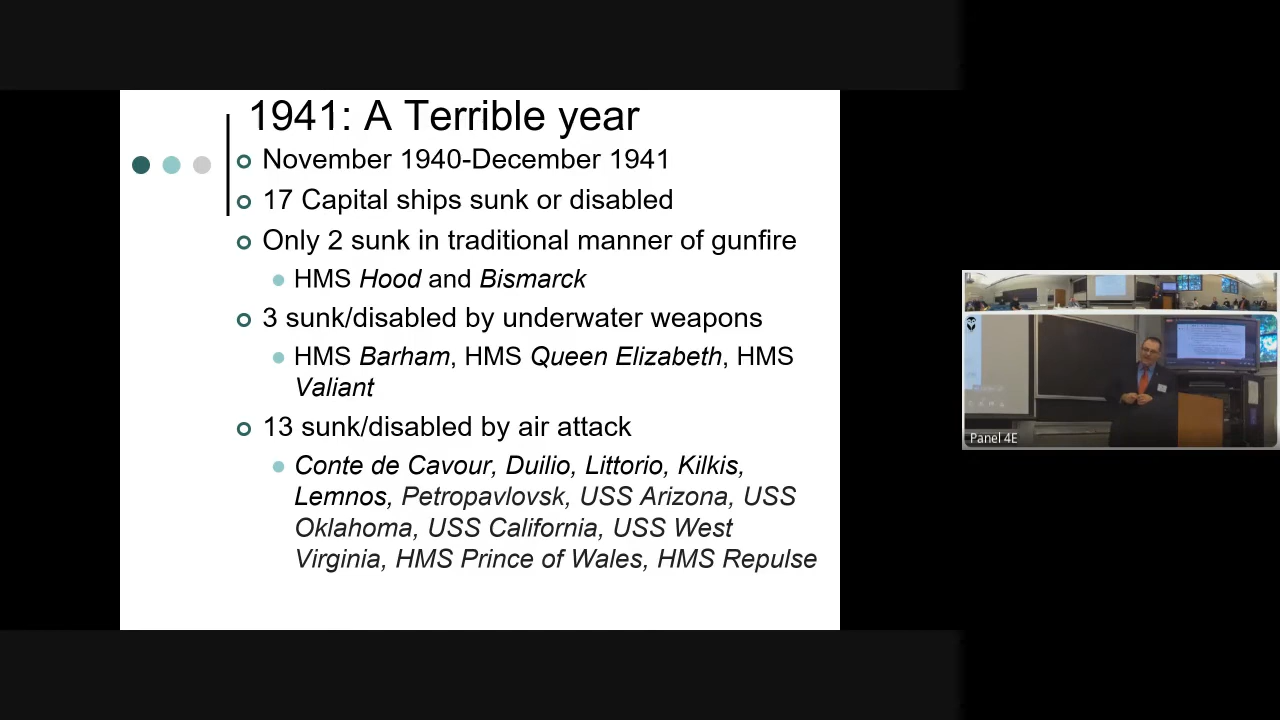 1941: A Terrible year
November 1940-December 1941
17 Capital ships sunk or disabled
Only 2 sunk in traditional manner of gunfire
HMS Hood and Bismarck
3 sunk/disabled by underwater weapons
HMS Barham, HMS Queen Elizabeth, HMS
Valiant
13 sunk/disabled by air attack
Conte de Cavour, Duilio, Littorio, Kilkis,
Lemnos, Petropavlovsk, USS Arizona, USS
Oklahoma, USS California, USS West
Virginia, HMS Prince of Wales, HMS Repulse
Panel 4E